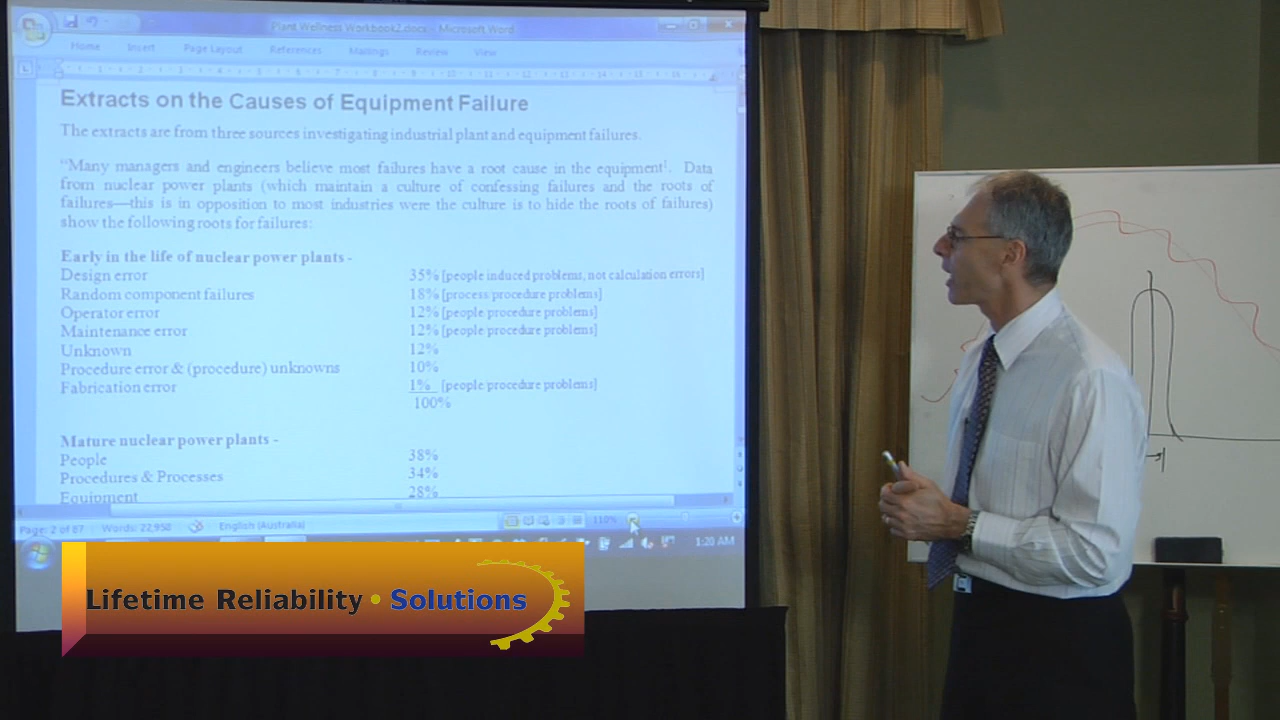 Plant Wellness Workbook2.docx - Microsoft Word
Home Insert Page Layout References Mailings Review View
Extracts on the Causes of Equipment Failure
The extracts are from three sources investigating industrial plant and equipment failures.
"Many managers and engineers believe most failures have a root cause in the equipment¹. Data
from nuclear power plants (which maintain a culture of confessing failures and the roots of
failures—this is in opposition to most industries were the culture is to hide the roots of failures)
show the following roots for failures:
Early in the life of nuclear power plants -
Design error 35% [people induced problems, not calculation errors]
Random component failures 18% [process/procedure problems]
Operator error 12% [people/procedure problems]
Maintenance error 12% [people/procedure problems]
Unknown 12%
Procedure error & (procedure) unknowns 10%
Fabrication error 1% [people/procedure problems]
100%
Mature nuclear power plants -
People 38%
Procedures & Processes 34%
Equipment 28%
Page: 2 of 87 Words: 22,958 English (Australia) 110%
1:20 AM
Lifetime Reliability • Solutions